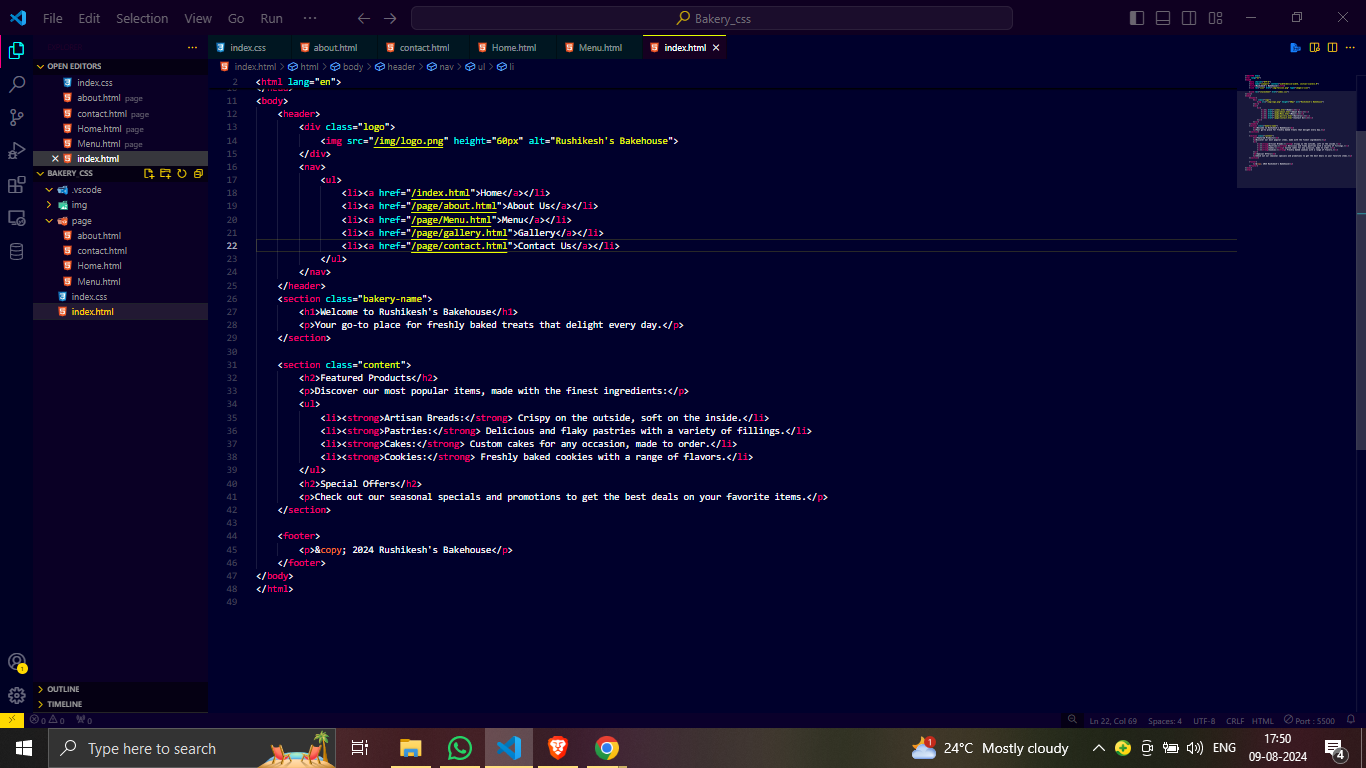 File Edit Selection View Go Run ··· Bakery_css
index.css about.html contact.html Home.html Menu.html index.html
index.html > html > body > header > nav > ul > li
OPEN EDITORS
index.css
about.html page
contact.html page
Home.html page
Menu.html page
index.html
BAKERY_CSS
.vscode
img
page
about.html
contact.html
Home.html
Menu.html
index.css
index.html
OUTLINE
TIMELINE
2 <html lang="en">
11 <body>
12 <header>
13 <div class="logo">
14 <img src="/img/logo.png" height="60px" alt="Rushikesh's Bakehouse">
15 </div>
16 <nav>
17 <ul>
18 <li><a href="/index.html">Home</a></li>
19 <li><a href="/page/about.html">About Us</a></li>
20 <li><a href="/page/Menu.html">Menu</a></li>
21 <li><a href="/page/gallery.html">Gallery</a></li>
22 <li><a href="/page/contact.html">Contact Us</a></li>
23 </ul>
24 </nav>
25 </header>
26 <section class="bakery-name">
27 <h1>Welcome to Rushikesh's Bakehouse</h1>
28 <p>Your go-to place for freshly baked treats that delight every day.</p>
29 </section>
30
31 <section class="content">
32 <h2>Featured Products</h2>
33 <p>Discover our most popular items, made with the finest ingredients:</p>
34 <ul>
35 <li><strong>Artisan Breads:</strong> Crispy on the outside, soft on the inside.</li>
36 <li><strong>Pastries:</strong> Delicious and flaky pastries with a variety of fillings.</li>
37 <li><strong>Cakes:</strong> Custom cakes for any occasion, made to order.</li>
38 <li><strong>Cookies:</strong> Freshly baked cookies with a range of flavors.</li>
39 </ul>
40 <h2>Special Offers</h2>
41 <p>Check out our seasonal specials and promotions to get the best deals on your favorite items.</p>
42 </section>
43
44 <footer>
45 <p>&copy; 2024 Rushikesh's Bakehouse</p>
46 </footer>
47 </body>
48 </html>
49
1
0 0 0 Ln 22, Col 69 Spaces: 4 UTF-8 CRLF HTML Port : 5500
Type here to search 1 24°C Mostly cloudy ENG 17:50
09-08-2024 4